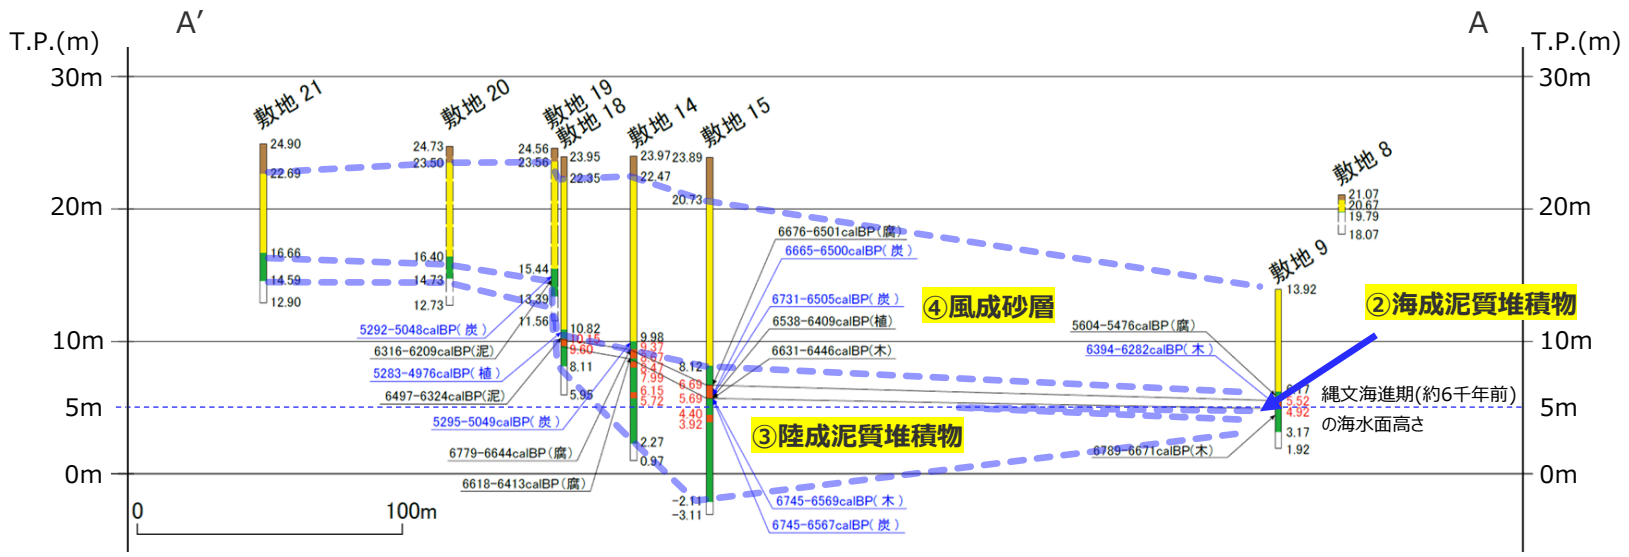 A′
A
T.P.(m)
T.P.(m)
30m
30m
20m
20m
10m
10m
5m
5m
0m
0m
敷地 21
24.90
22.69
16.66
14.59
12.90
敷地 20
24.73
23.50
16.40
14.73
12.73
敷地 19
24.56
23.56
15.44
13.39
11.56
敷地 18
23.95
22.35
10.82
10.15
9.60
8.11
5.95
敷地 14
23.97
22.47
9.98
9.37
8.47
7.99
6.15
5.72
2.27
0.97
敷地 15
23.89
20.73
8.12
6.69
5.69
4.40
3.92
-2.11
-3.11
敷地 8
21.07
20.67
19.79
18.07
敷地 9
13.92
5.52
4.92
3.17
1.92
5292-5048calBP( 炭 )
6316-6209calBP(泥)
5283-4976calBP( 植 )
6497-6324calBP(泥)
5295-5049calBP( 炭 )
6779-6644calBP(腐)
6618-6413calBP(腐)
6676-6501calBP(腐)
6665-6500calBP( 炭 )
6731-6505calBP( 炭 )
6538-6409calBP(植)
6631-6446calBP(木)
6745-6569calBP( 木 )
6745-6567calBP( 炭 )
5604-5476calBP(腐)
6394-6282calBP( 木 )
6789-6671calBP(木)
④風成砂層
②海成泥質堆積物
③陸成泥質堆積物
縄文海進期(約6千年前)
の海水面高さ
0
100m